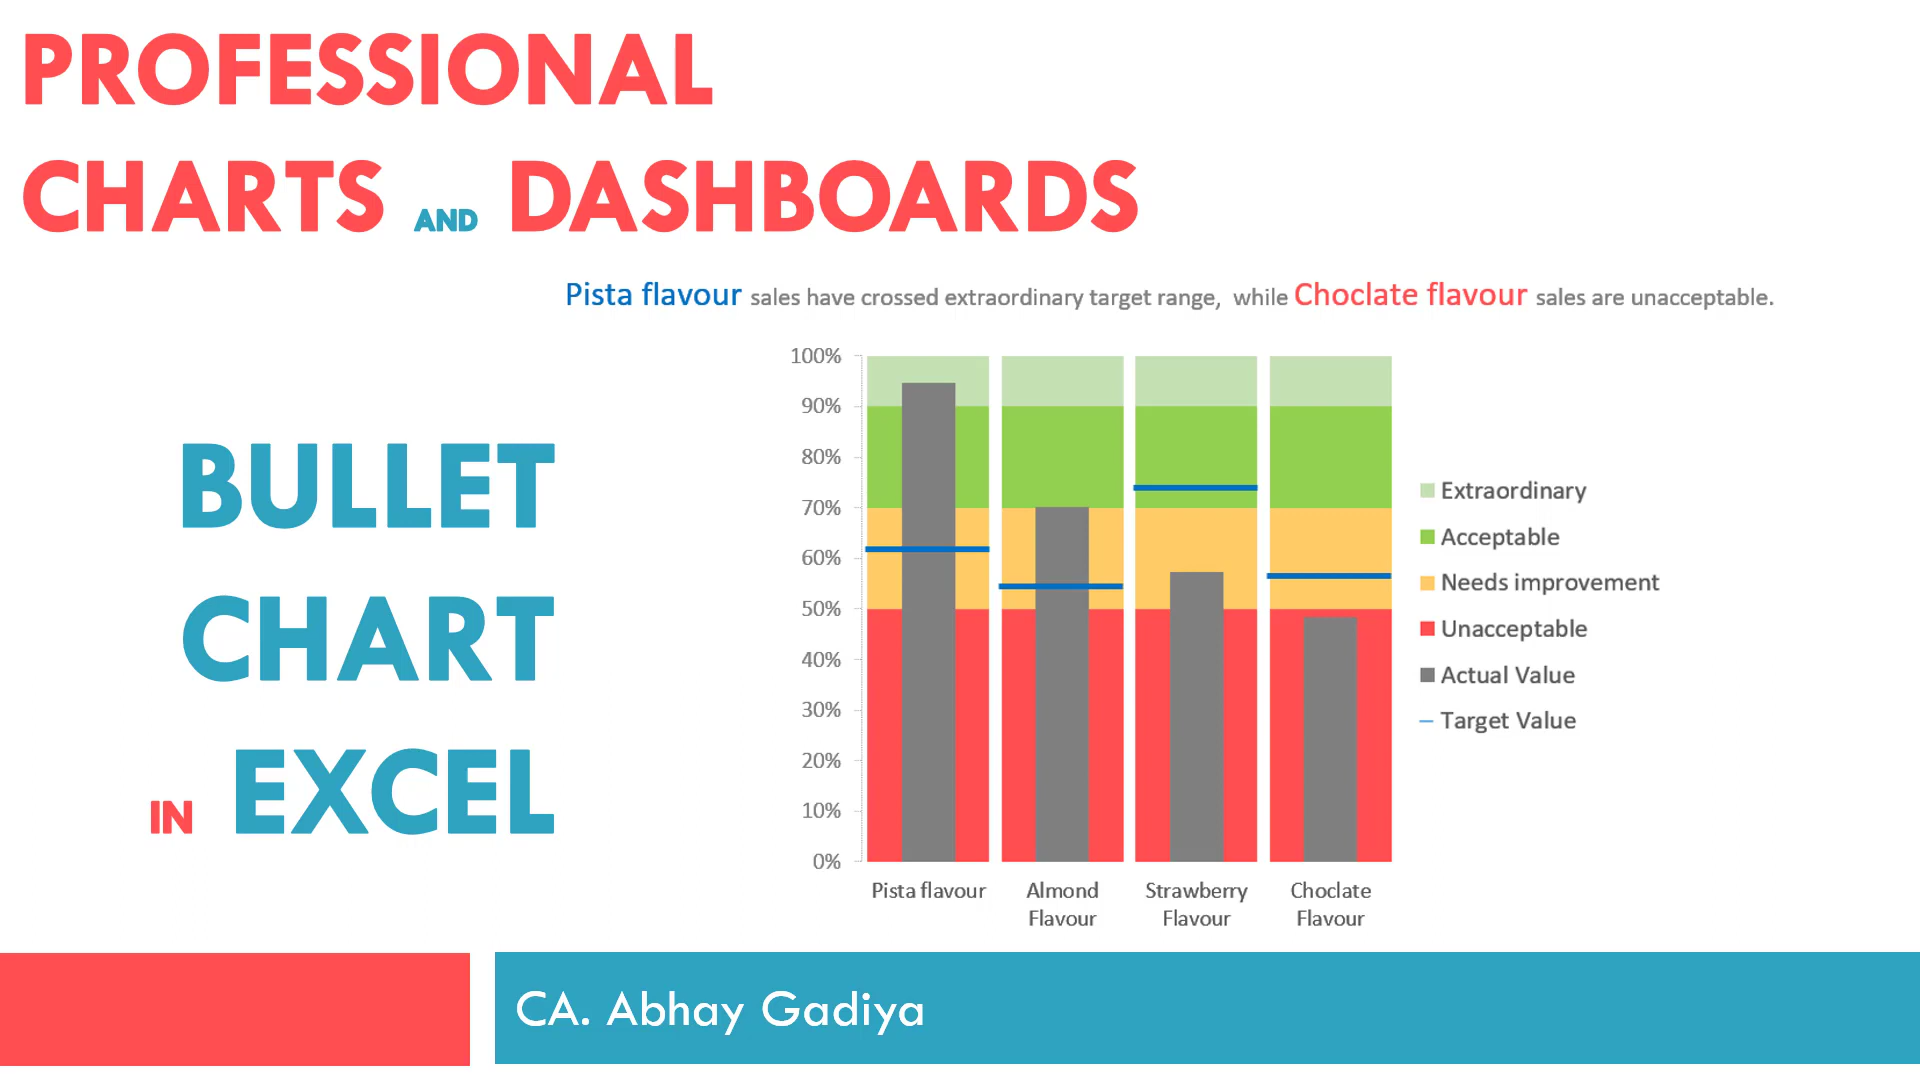 PROFESSIONAL
CHARTS AND DASHBOARDS
Pista flavour sales have crossed extraordinary target range, while Choclate flavour sales are unacceptable.
BULLET
CHART
IN EXCEL
100%
90%
80%
70%
60%
50%
40%
30%
20%
10%
0%
Pista flavour
Almond
Flavour
Strawberry
Flavour
Choclate
Flavour
Extraordinary
Acceptable
Needs improvement
Unacceptable
Actual Value
Target Value
CA. Abhay Gadiya